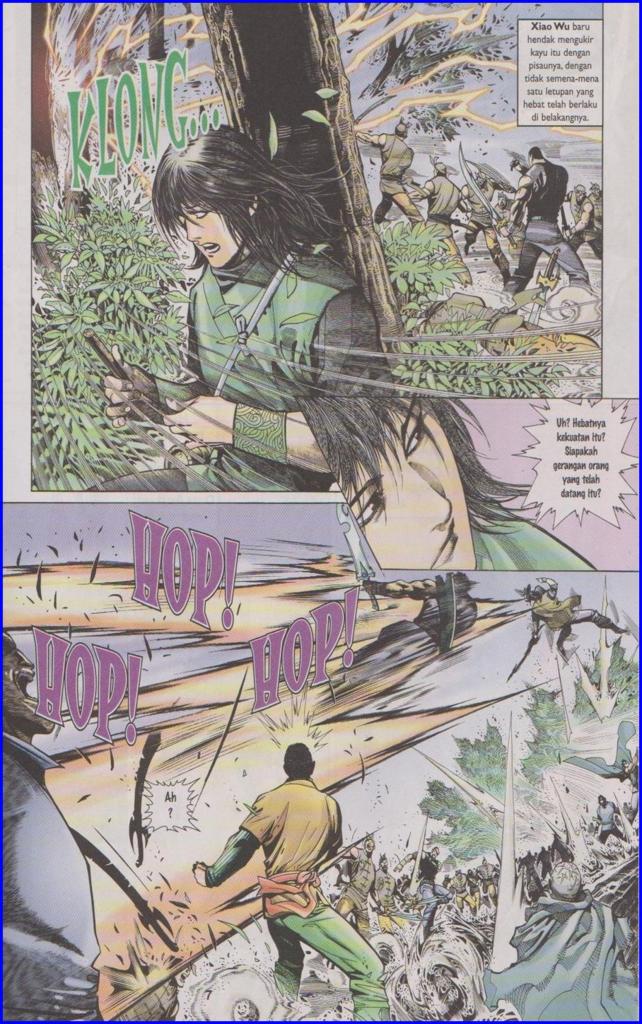 Xiao Wu baru
hendak mengukir
kayu itu dengan
pisaunya, dengan
tidak semena-mena
satu letupan yang
hebat telah berlaku
di belakangnya.
KLONG...
Uh? Hebatnya
kekuatan itu?
Siapakah
gerangan orang
yang telah
datang itu?
HOP!
HOP!
HOP!
Ah
?